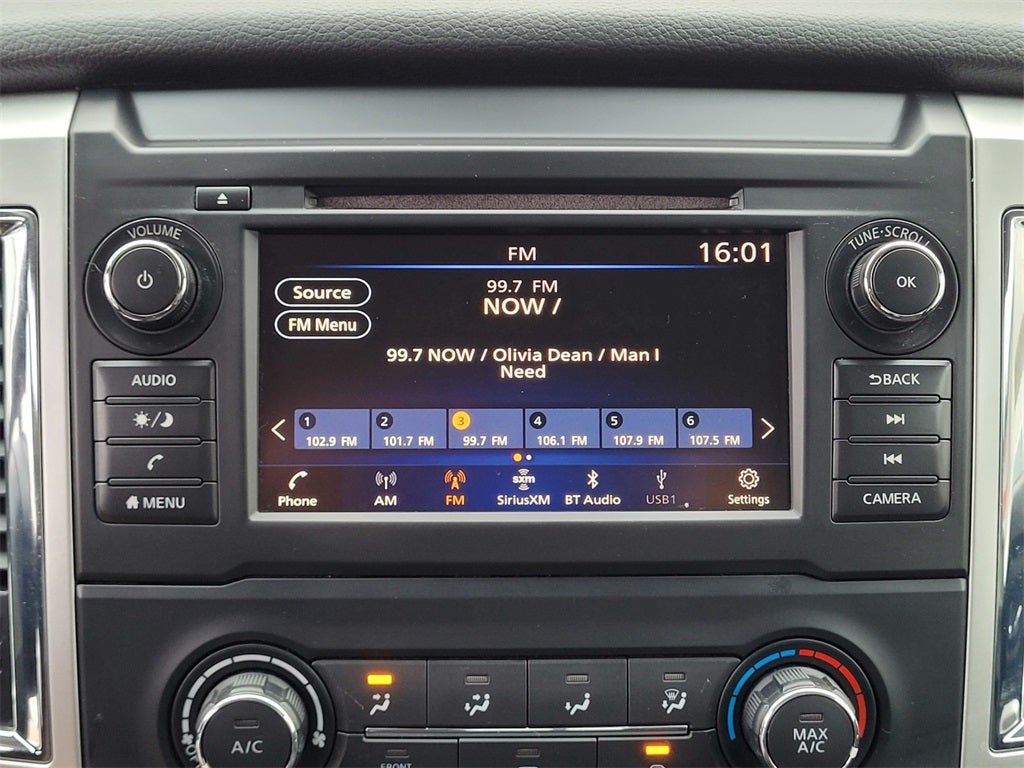 VOLUME
AUDIO
MENU
FM
16:01
Source
FM Menu
99.7 FM
NOW /
99.7 NOW / Olivia Dean / Man I
Need
1 2 3 4 5 6
102.9 FM 101.7 FM 99.7 FM 106.1 FM 107.9 FM 107.5 FM
sxm
Phone AM FM SiriusXM BT Audio USB1 Settings
TUNE·SCROLL
OK
BACK
CAMERA
A/C
MAX
A/C
FRONT